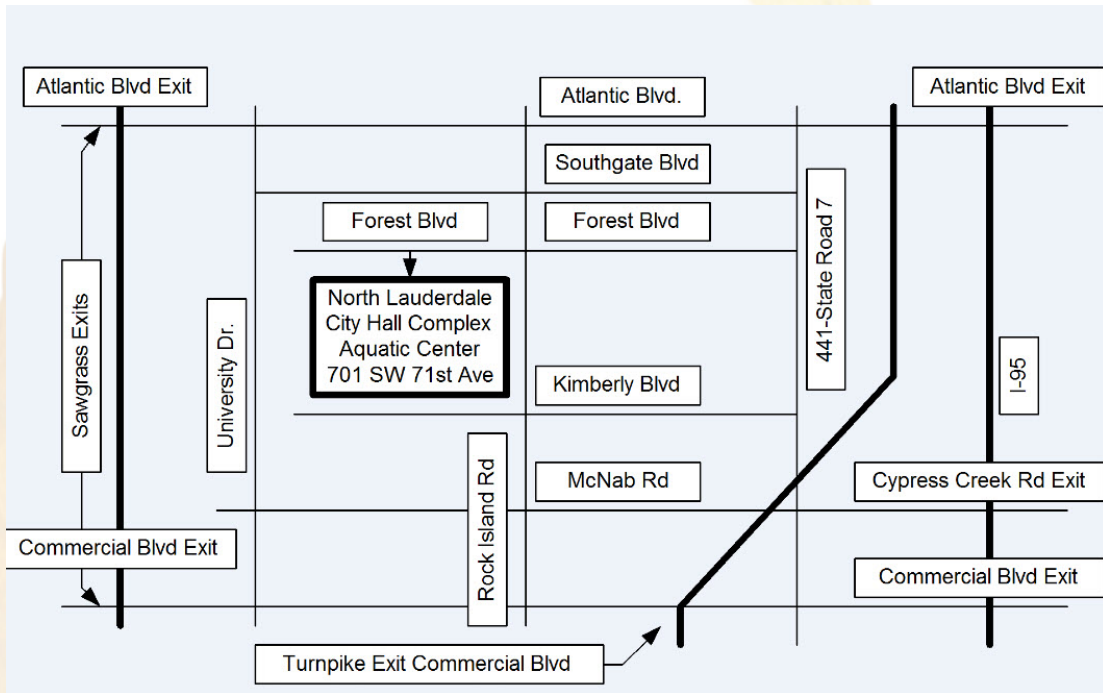 Atlantic Blvd Exit
Atlantic Blvd.
Atlantic Blvd Exit
Southgate Blvd
Forest Blvd
Forest Blvd
441-State Road 7
Sawgrass Exits
University Dr.
North Lauderdale
City Hall Complex
Aquatic Center
701 SW 71st Ave
Kimberly Blvd
I-95
Rock Island Rd
McNab Rd
Cypress Creek Rd Exit
Commercial Blvd Exit
Commercial Blvd Exit
Turnpike Exit Commercial Blvd